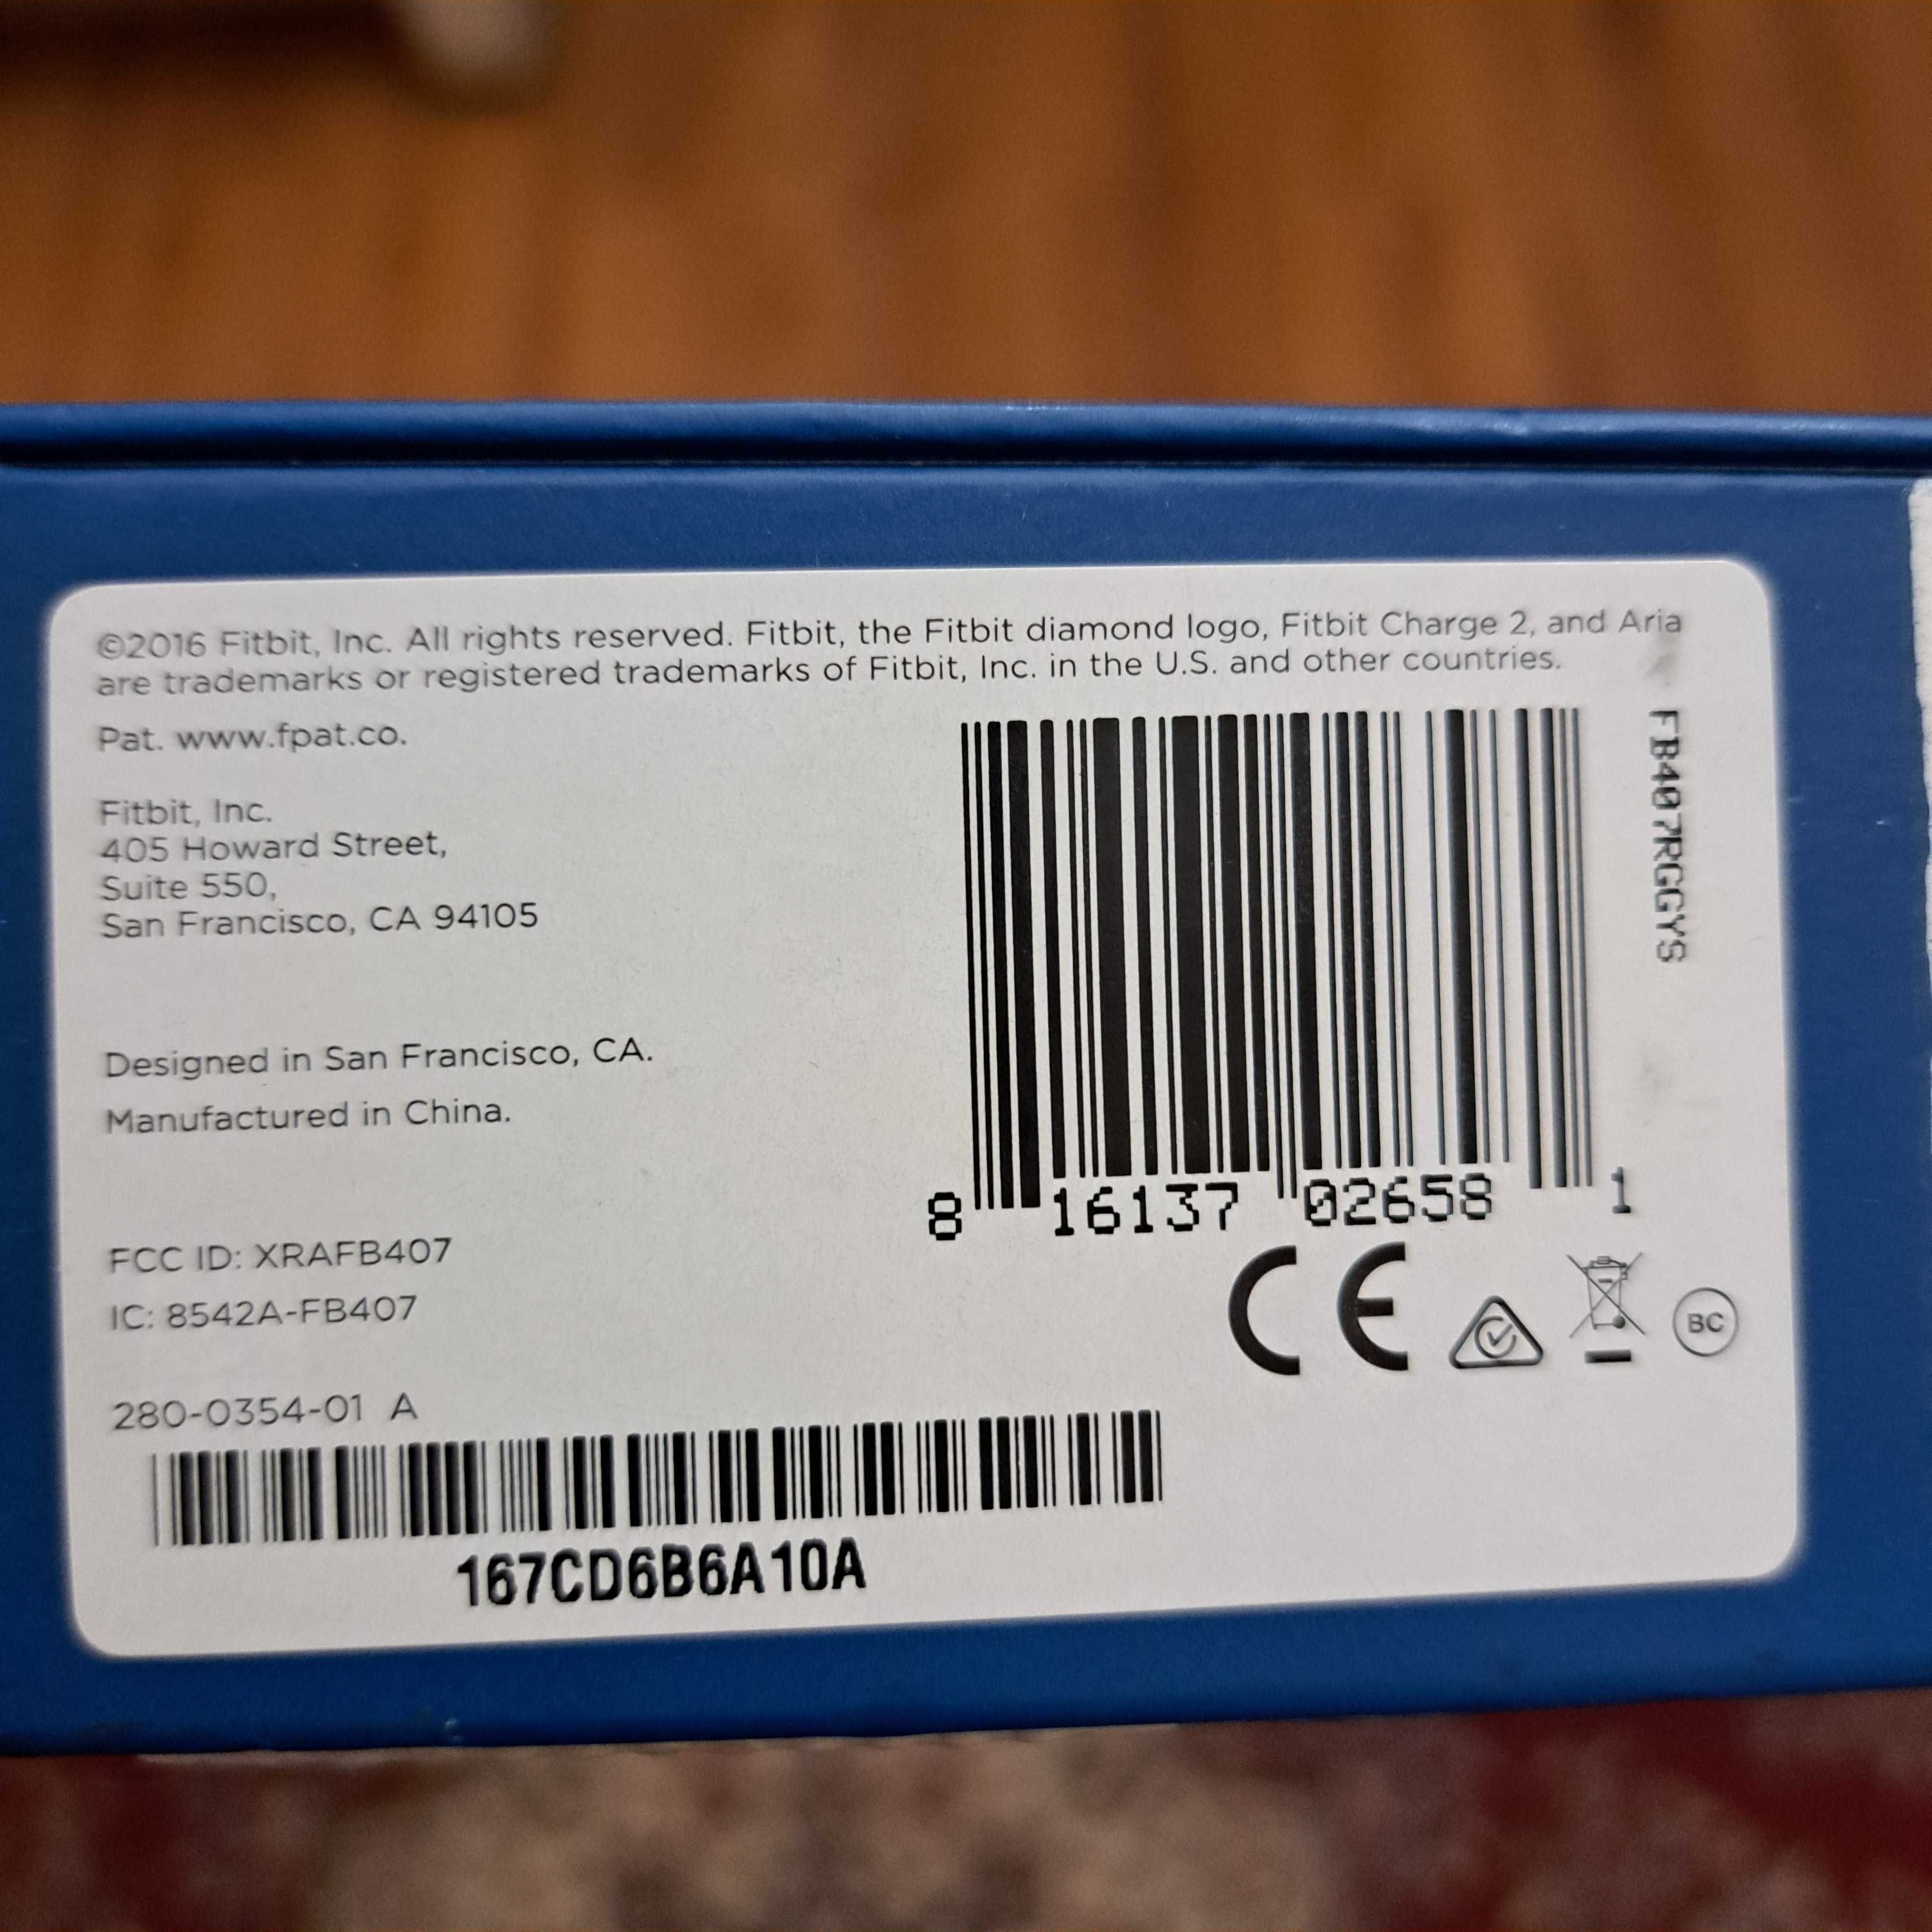 ©2016 Fitbit, Inc. All rights reserved. Fitbit, the Fitbit diamond logo, Fitbit Charge 2, and Aria
are trademarks or registered trademarks of Fitbit, Inc. in the U.S. and other countries.
Pat. www.fpat.co.
Fitbit, Inc.
405 Howard Street,
Suite 550,
San Francisco, CA 94105
Designed in San Francisco, CA.
Manufactured in China.
FCC ID: XRAFB407
IC: 8542A-FB407
280-0354-01 A
167CD6B6A10A
FB407RGGYS
8 16137 02658 1
CE
BC